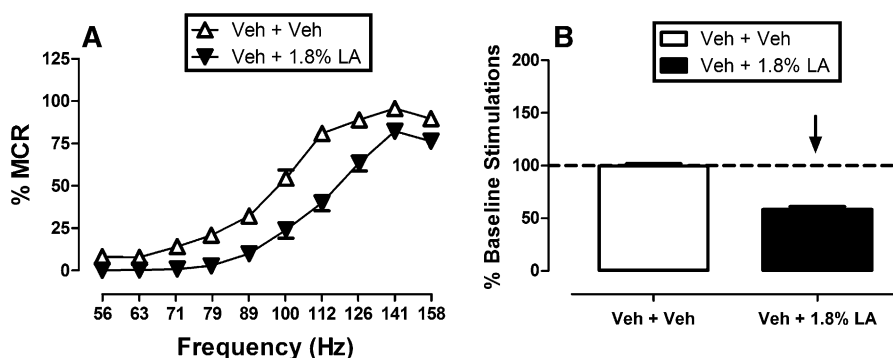 A
Veh + Veh
Veh + 1.8% LA
% MCR
125
100
75
50
25
0
56 63 71 79 89 100 112 126 141 158
Frequency (Hz)
B
Veh + Veh
Veh + 1.8% LA
% Baseline Stimulations
200
150
100
50
0
Veh + Veh Veh + 1.8% LA